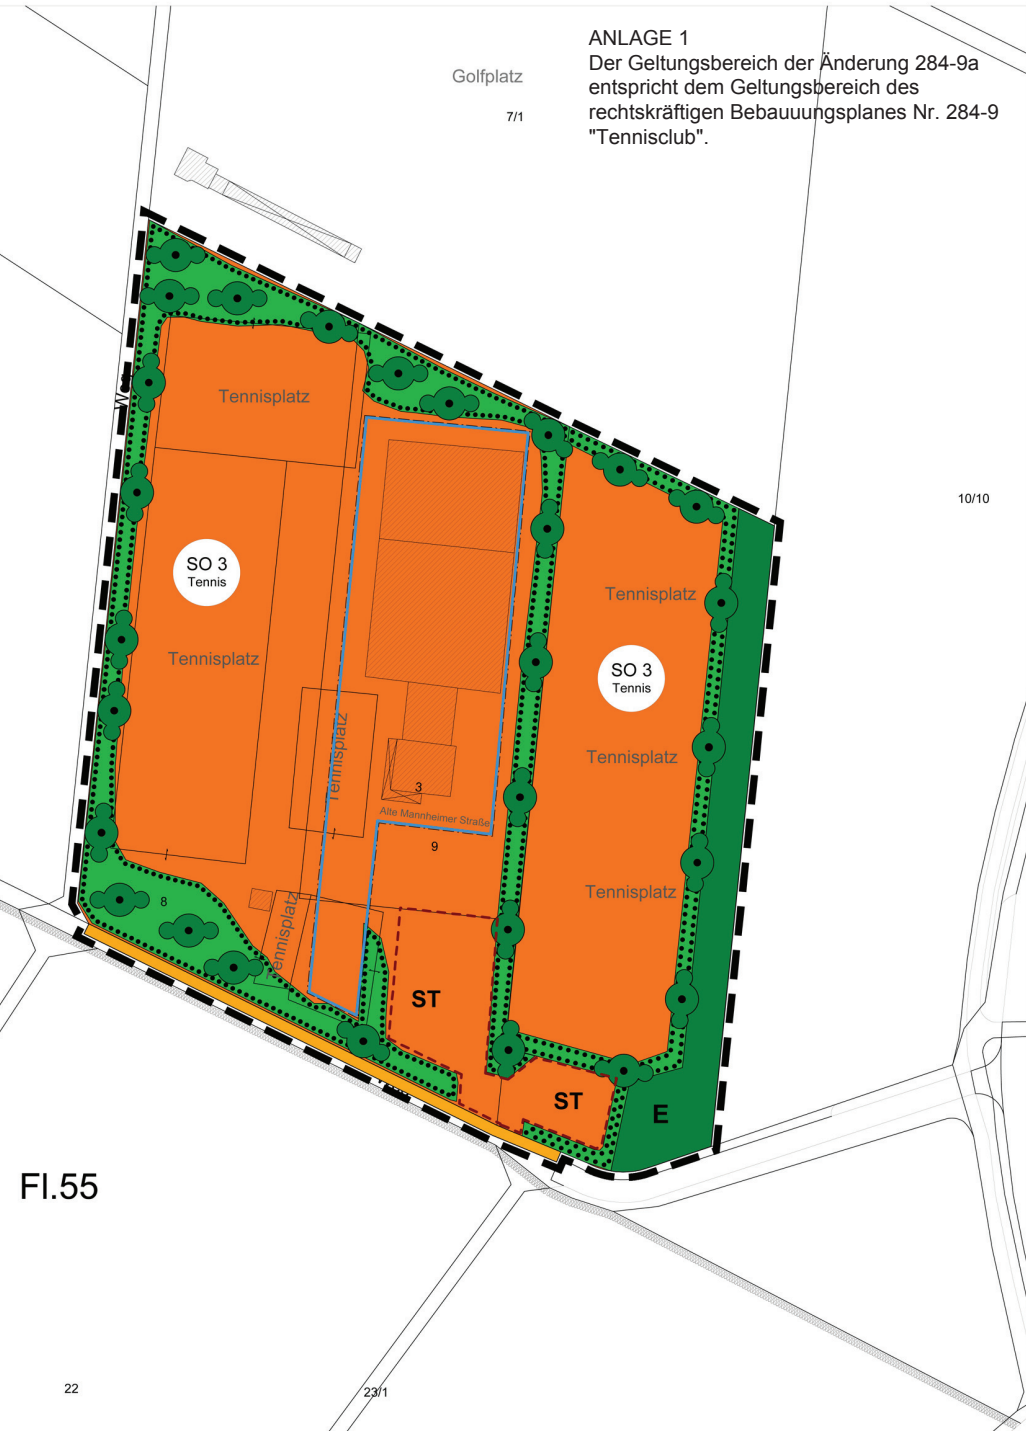 ANLAGE 1
Der Geltungsbereich der Änderung 284-9a
entspricht dem Geltungsbereich des
rechtskräftigen Bebauuungsplanes Nr. 284-9
"Tennisclub".
Golfplatz
7/1
Tennisplatz
10/10
SO 3
Tennis
Tennisplatz
Tennisplatz
SO 3
Tennis
Tennisplatz
Tennisplatz
3
Alte Mannheimer Straße
9
Tennisplatz
8
Tennisplatz
ST
ST
E
Fl.55
22
23/1